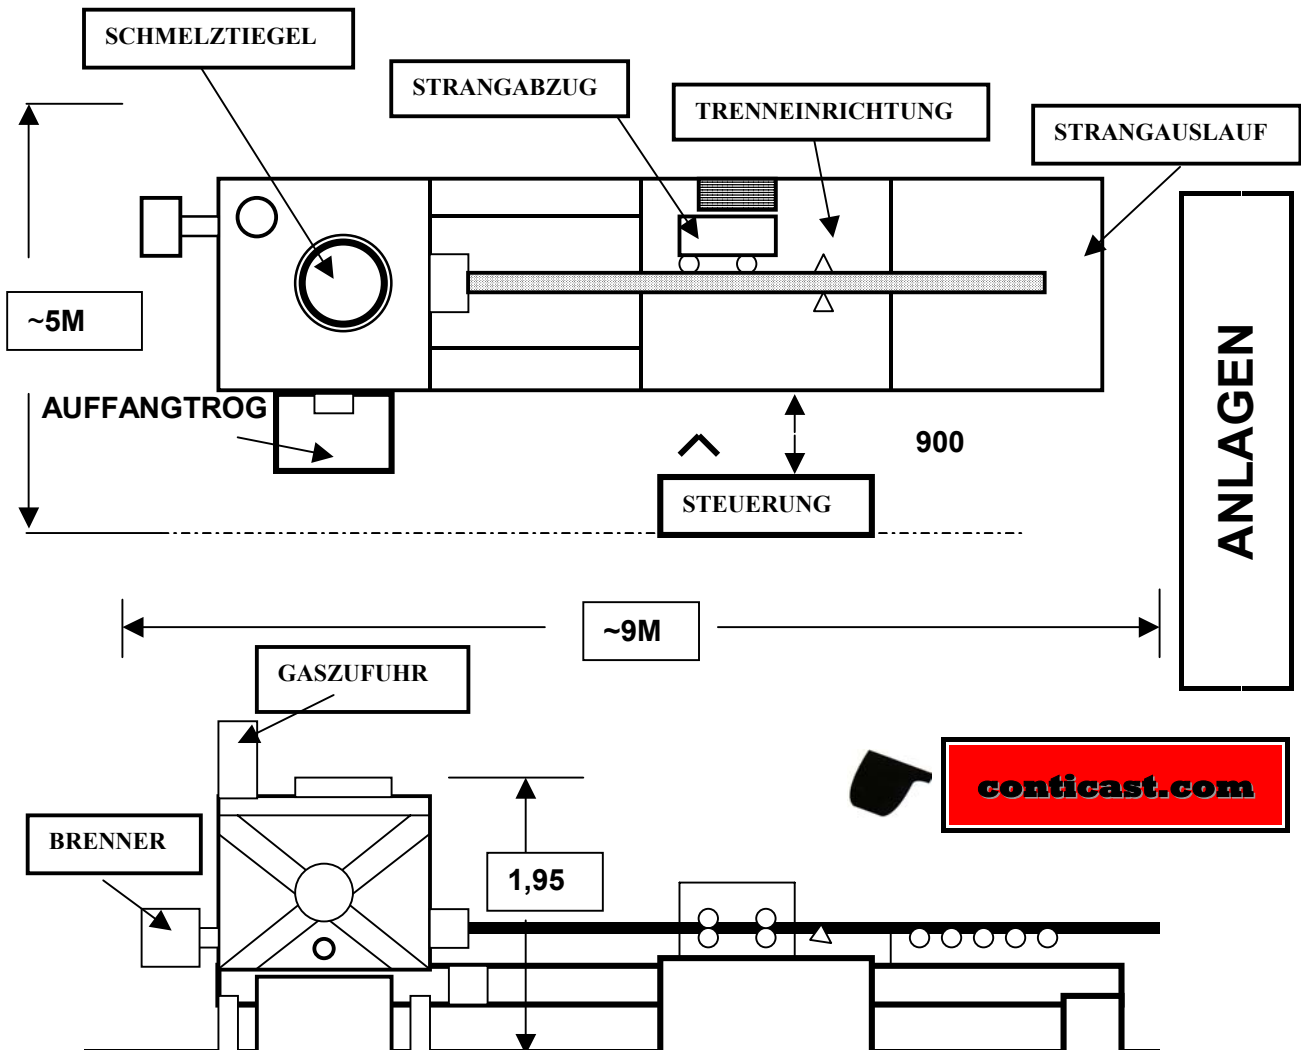 SCHMELZTIEGEL
STRANGABZUG
TRENNEINRICHTUNG
STRANGAUSLAUF
~5M
AUFFANGTROG
900
STEUERUNG
ANLAGEN
~9M
GASZUFUHR
conticast.com
BRENNER
1,95